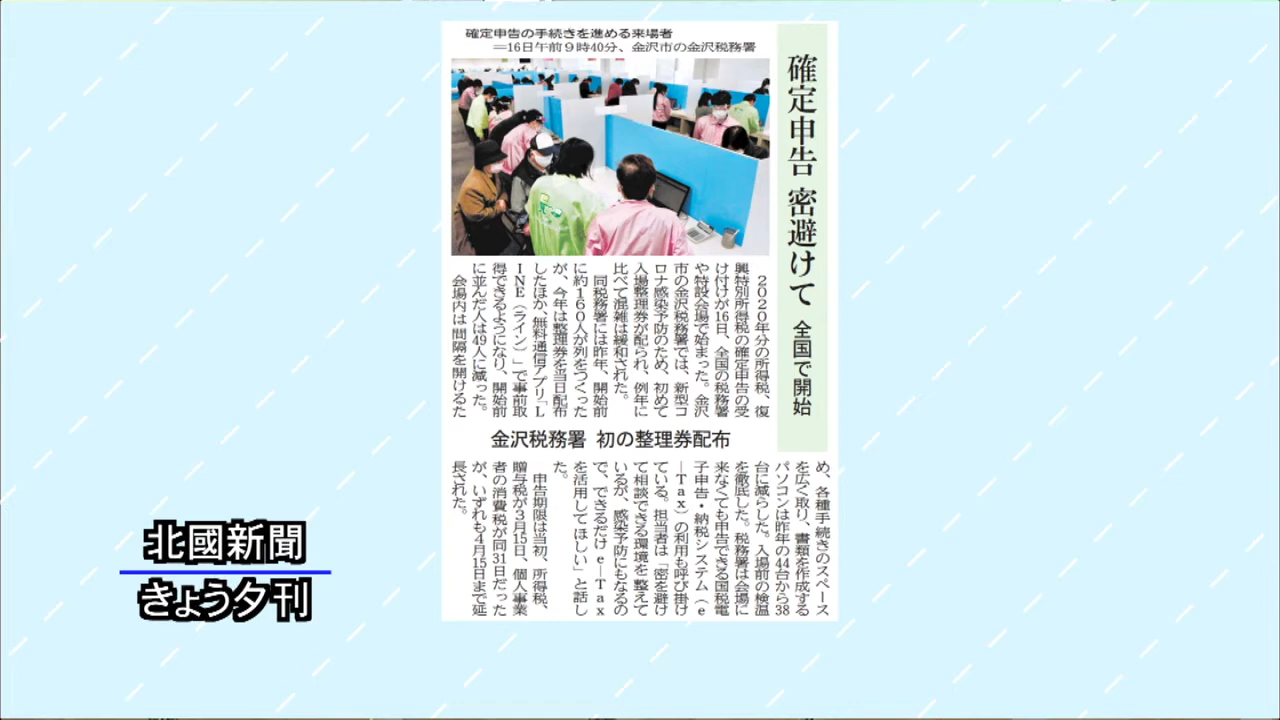 確定申告の手続きを進める来場者
＝16日午前９時40分、金沢市の金沢税務署
確定申告 密避けて 全国で開始
２０２０年分の所得税、復
興特別所得税の確定申告の受
け付けが16日、全国の税務署
や特設会場で始まった。金沢
市の金沢税務署では、新型コ
ロナ感染予防のため、初めて
入場整理券が配られ、例年に
比べて混雑は緩和された。
同税務署には昨年、開始前
に約１６０人が列をつくった
が、今年は整理券を当日配布
したほか、無料通信アプリ「Ｌ
ＩＮＥ（ライン）」で事前取
得できるようになり、開始前
に並んだ人は49人に減った。
会場内は間隔を開けるた
金沢税務署 初の整理券配布
め、各種手続きのスペース
を広く取り、書類を作成する
パソコンは昨年の44台から38
台に減らした。入場前の検温
を徹底した。税務署は会場に
来なくても申告できる国税電
子申告・納税システム（ｅ
―Ｔａｘ）の利用も呼び掛け
ている。担当者は「密を避け
て相談できる環境を整えて
いるが、感染予防にもなるの
で、できるだけｅ―Ｔａｘ
を活用してほしい」と話し
た。
申告期限は当初、所得税、
贈与税が３月15日、個人事業
者の消費税が同31日だった
が、いずれも４月15日まで延
長された。
北國新聞
きょう夕刊